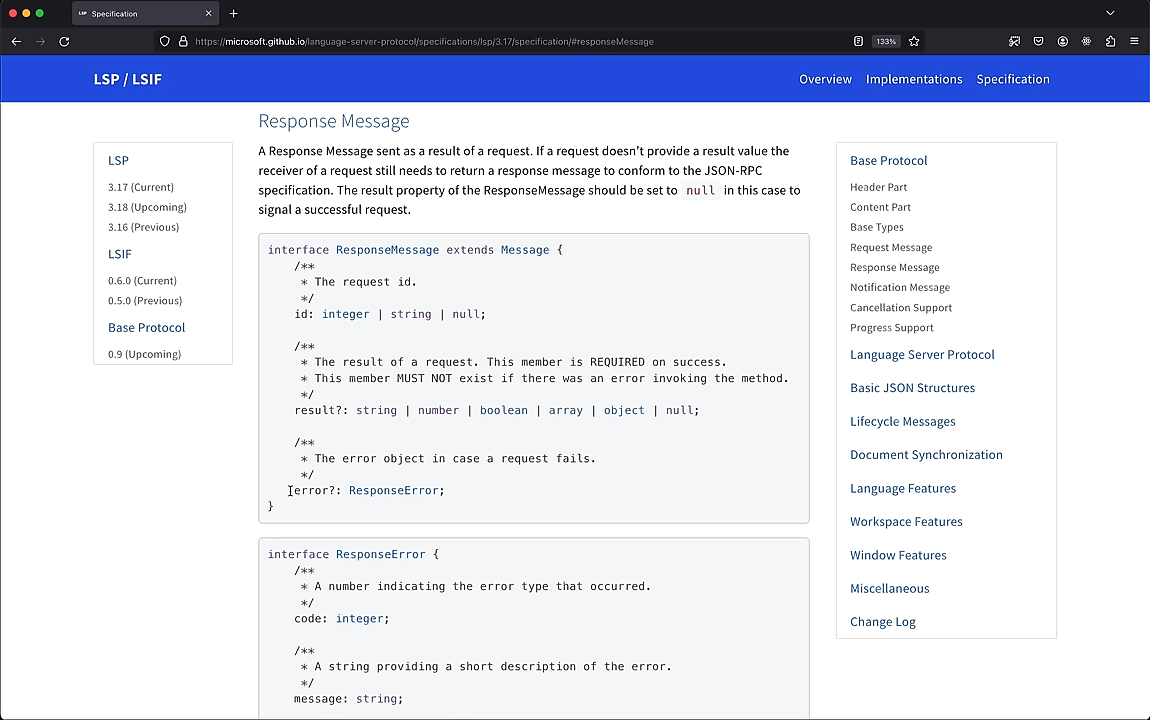 LSP Specification
https://microsoft.github.io/language-server-protocol/specifications/lsp/3.17/specification/#responseMessage
133%
LSP / LSIF
Overview
Implementations
Specification
LSP
3.17 (Current)
3.18 (Upcoming)
3.16 (Previous)
LSIF
0.6.0 (Current)
0.5.0 (Previous)
Base Protocol
0.9 (Upcoming)
Response Message
A Response Message sent as a result of a request. If a request doesn’t provide a result value the
receiver of a request still needs to return a response message to conform to the JSON-RPC
specification. The result property of the ResponseMessage should be set to null in this case to
signal a successful request.
interface ResponseMessage extends Message {
/**
* The request id.
*/
id: integer | string | null;
/**
* The result of a request. This member is REQUIRED on success.
* This member MUST NOT exist if there was an error invoking the method.
*/
result?: string | number | boolean | array | object | null;
/**
* The error object in case a request fails.
*/
error?: ResponseError;
}
interface ResponseError {
/**
* A number indicating the error type that occurred.
*/
code: integer;
/**
* A string providing a short description of the error.
*/
message: string;
Base Protocol
Header Part
Content Part
Base Types
Request Message
Response Message
Notification Message
Cancellation Support
Progress Support
Language Server Protocol
Basic JSON Structures
Lifecycle Messages
Document Synchronization
Language Features
Workspace Features
Window Features
Miscellaneous
Change Log